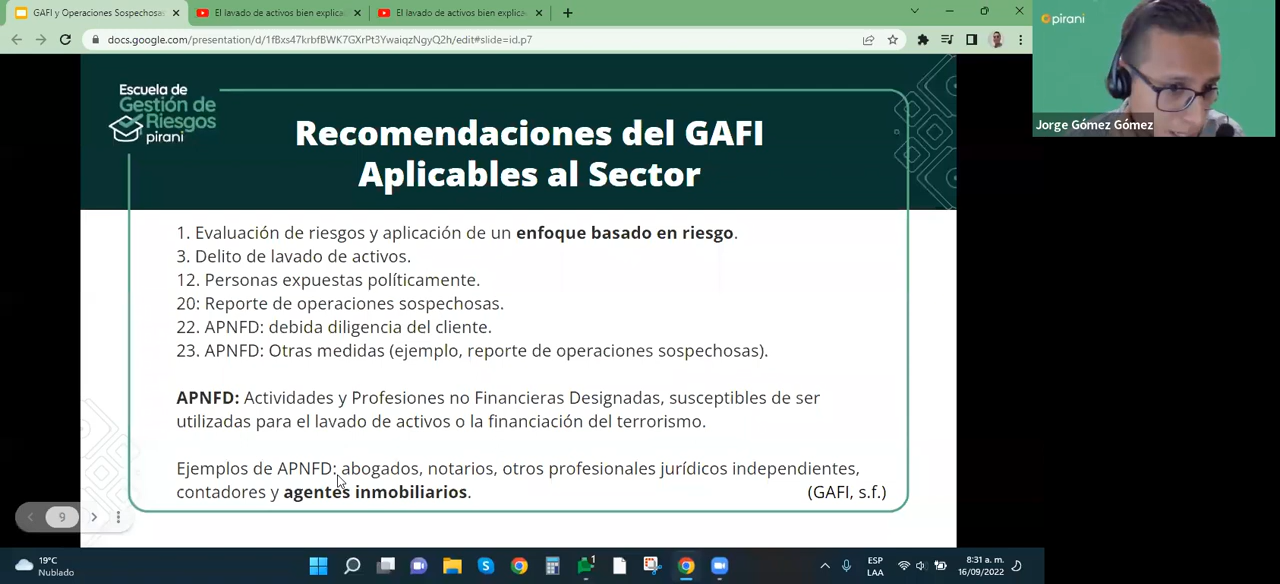 GAFI y Operaciones Sospechosa
El lavado de activos bien explica
El lavado de activos bien explica
docs.google.com/presentation/d/1fBxs47krbfBWK7GXrPt3YwaiqzNgyQ2h/edit#slide=id.p7
pirani
Jorge Gómez Gómez
Escuela de
Gestión de
Riesgos
pirani
Recomendaciones del GAFI
Aplicables al Sector
1. Evaluación de riesgos y aplicación de un enfoque basado en riesgo.
3. Delito de lavado de activos.
12. Personas expuestas políticamente.
20: Reporte de operaciones sospechosas.
22. APNFD: debida diligencia del cliente.
23. APNFD: Otras medidas (ejemplo, reporte de operaciones sospechosas).
APNFD: Actividades y Profesiones no Financieras Designadas, susceptibles de ser
utilizadas para el lavado de activos o la financiación del terrorismo.
Ejemplos de APNFD: abogados, notarios, otros profesionales jurídicos independientes,
contadores y agentes inmobiliarios.
(GAFI, s.f.)
9
19°C
Nublado
1
ESP
LAA
8:31 a. m.
16/09/2022